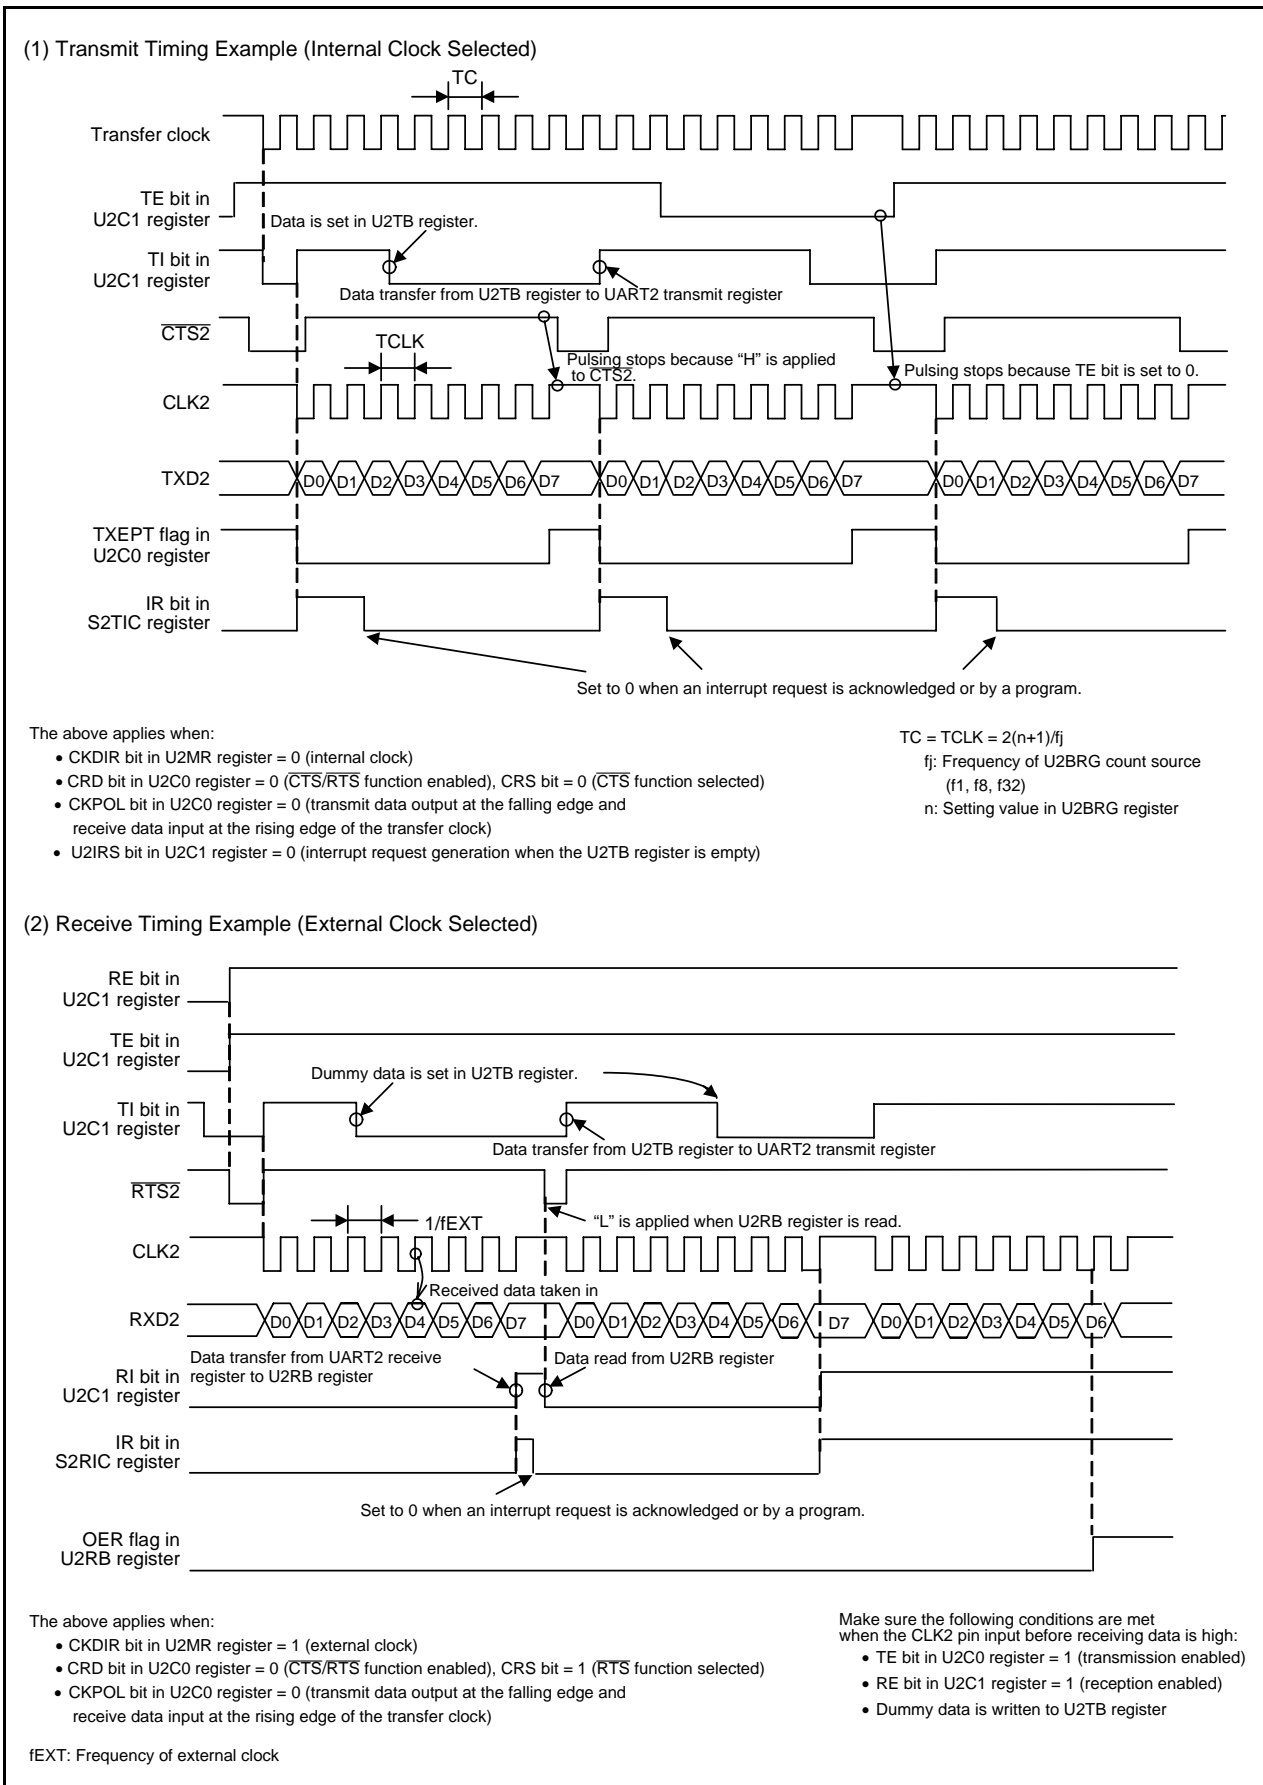 (1) Transmit Timing Example (Internal Clock Selected)
TC
Transfer clock
TE bit in
U2C1 register
Data is set in U2TB register.
TI bit in
U2C1 register
Data transfer from U2TB register to UART2 transmit register
CTS2
TCLK
Pulsing stops because “H” is applied
to CTS2.
Pulsing stops because TE bit is set to 0.
CLK2
TXD2
D0 D1 D2 D3 D4 D5 D6 D7 D0 D1 D2 D3 D4 D5 D6 D7 D0 D1 D2 D3 D4 D5 D6 D7
TXEPT flag in
U2C0 register
IR bit in
S2TIC register
Set to 0 when an interrupt request is acknowledged or by a program.
The above applies when:
• CKDIR bit in U2MR register = 0 (internal clock)
• CRD bit in U2C0 register = 0 (CTS/RTS function enabled), CRS bit = 0 (CTS function selected)
• CKPOL bit in U2C0 register = 0 (transmit data output at the falling edge and
receive data input at the rising edge of the transfer clock)
• U2IRS bit in U2C1 register = 0 (interrupt request generation when the U2TB register is empty)
TC = TCLK = 2(n+1)/fj
fj: Frequency of U2BRG count source
(f1, f8, f32)
n: Setting value in U2BRG register
(2) Receive Timing Example (External Clock Selected)
RE bit in
U2C1 register
TE bit in
U2C1 register
Dummy data is set in U2TB register.
TI bit in
U2C1 register
Data transfer from U2TB register to UART2 transmit register
RTS2
1/fEXT
“L” is applied when U2RB register is read.
CLK2
Received data taken in
RXD2
D0 D1 D2 D3 D4 D5 D6 D7 D0 D1 D2 D3 D4 D5 D6 D7 D0 D1 D2 D3 D4 D5 D6
Data transfer from UART2 receive
register to U2RB register
Data read from U2RB register
RI bit in
U2C1 register
IR bit in
S2RIC register
Set to 0 when an interrupt request is acknowledged or by a program.
OER flag in
U2RB register
The above applies when:
• CKDIR bit in U2MR register = 1 (external clock)
• CRD bit in U2C0 register = 0 (CTS/RTS function enabled), CRS bit = 1 (RTS function selected)
• CKPOL bit in U2C0 register = 0 (transmit data output at the falling edge and
receive data input at the rising edge of the transfer clock)
Make sure the following conditions are met
when the CLK2 pin input before receiving data is high:
• TE bit in U2C0 register = 1 (transmission enabled)
• RE bit in U2C1 register = 1 (reception enabled)
• Dummy data is written to U2TB register
fEXT: Frequency of external clock